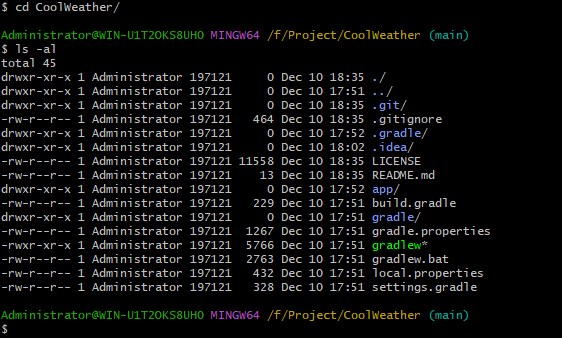 $ cd CoolWeather/
Administrator@WIN-U1T2OKS8UHO MINGW64 /f/Project/CoolWeather (main)
$ ls -al
total 45
drwxr-xr-x 1 Administrator 197121     0 Dec 10 18:35 ./
drwxr-xr-x 1 Administrator 197121     0 Dec 10 17:51 ../
drwxr-xr-x 1 Administrator 197121     0 Dec 10 18:35 .git/
-rw-r--r-- 1 Administrator 197121   464 Dec 10 18:35 .gitignore
drwxr-xr-x 1 Administrator 197121     0 Dec 10 17:52 .gradle/
drwxr-xr-x 1 Administrator 197121     0 Dec 10 18:02 .idea/
-rw-r--r-- 1 Administrator 197121 11558 Dec 10 18:35 LICENSE
-rw-r--r-- 1 Administrator 197121    13 Dec 10 18:35 README.md
drwxr-xr-x 1 Administrator 197121     0 Dec 10 17:52 app/
-rw-r--r-- 1 Administrator 197121   229 Dec 10 17:51 build.gradle
drwxr-xr-x 1 Administrator 197121     0 Dec 10 17:51 gradle/
-rw-r--r-- 1 Administrator 197121  1267 Dec 10 17:51 gradle.properties
-rwxr-xr-x 1 Administrator 197121  5766 Dec 10 17:51 gradlew*
-rw-r--r-- 1 Administrator 197121  2763 Dec 10 17:51 gradlew.bat
-rw-r--r-- 1 Administrator 197121   432 Dec 10 17:51 local.properties
-rw-r--r-- 1 Administrator 197121   328 Dec 10 17:51 settings.gradle
Administrator@WIN-U1T2OKS8UHO MINGW64 /f/Project/CoolWeather (main)
$